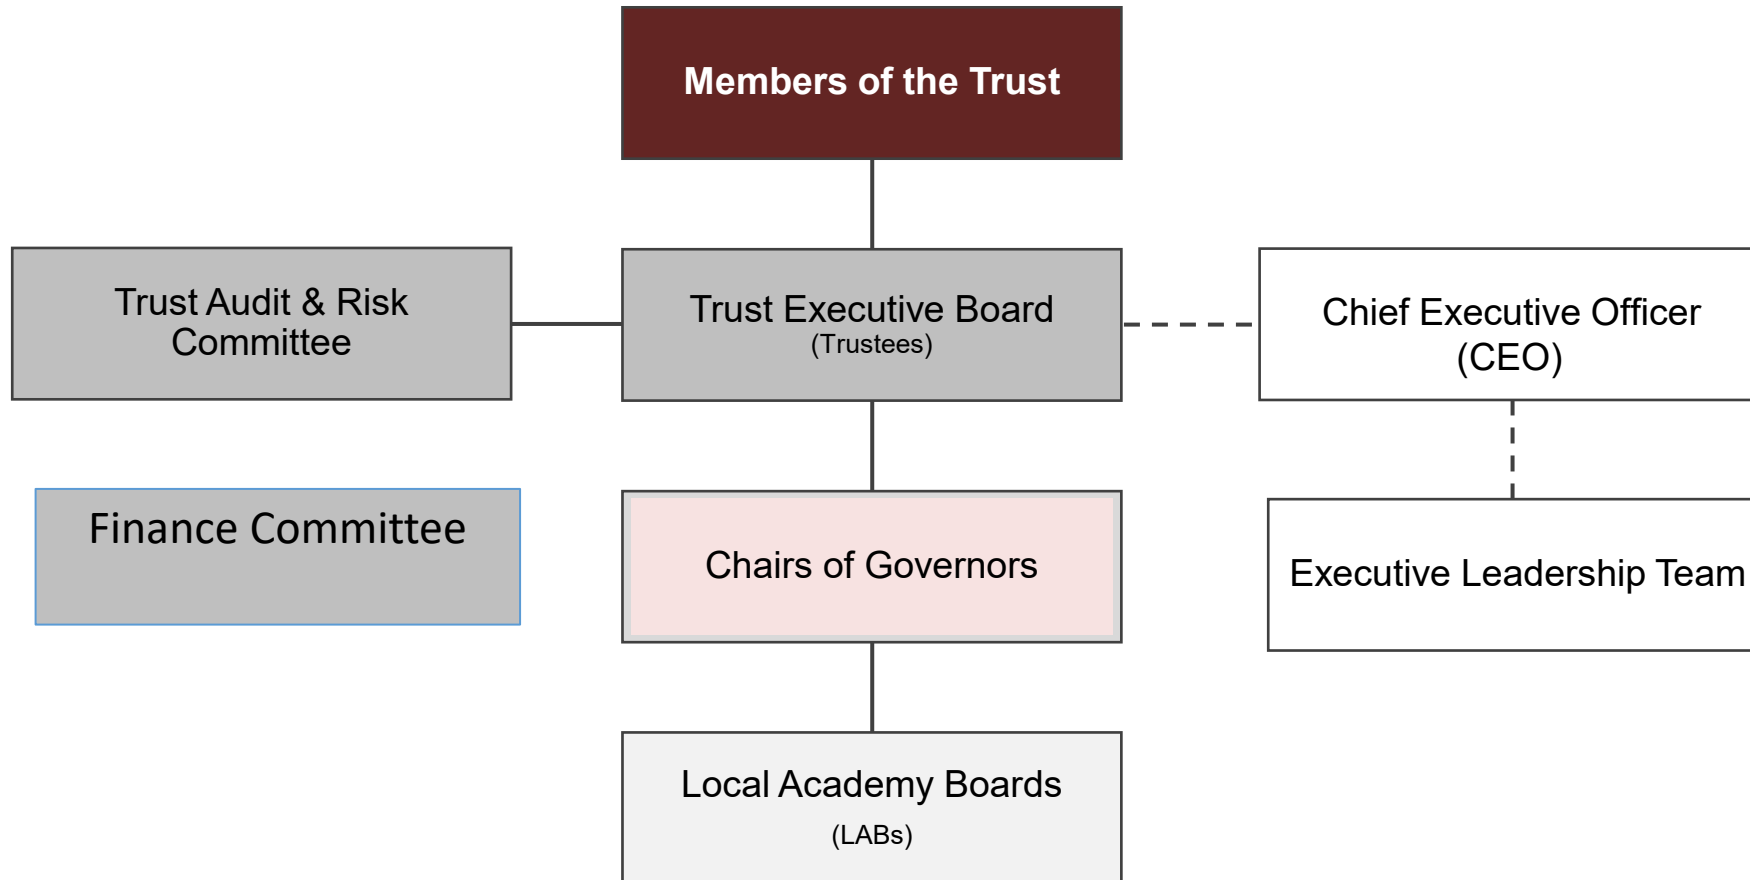 Members of the Trust
Trust Audit & Risk
Committee
Trust Executive Board
(Trustees)
Chief Executive Officer
(CEO)
Finance Committee
Chairs of Governors
Executive Leadership Team
Local Academy Boards
(LABs)